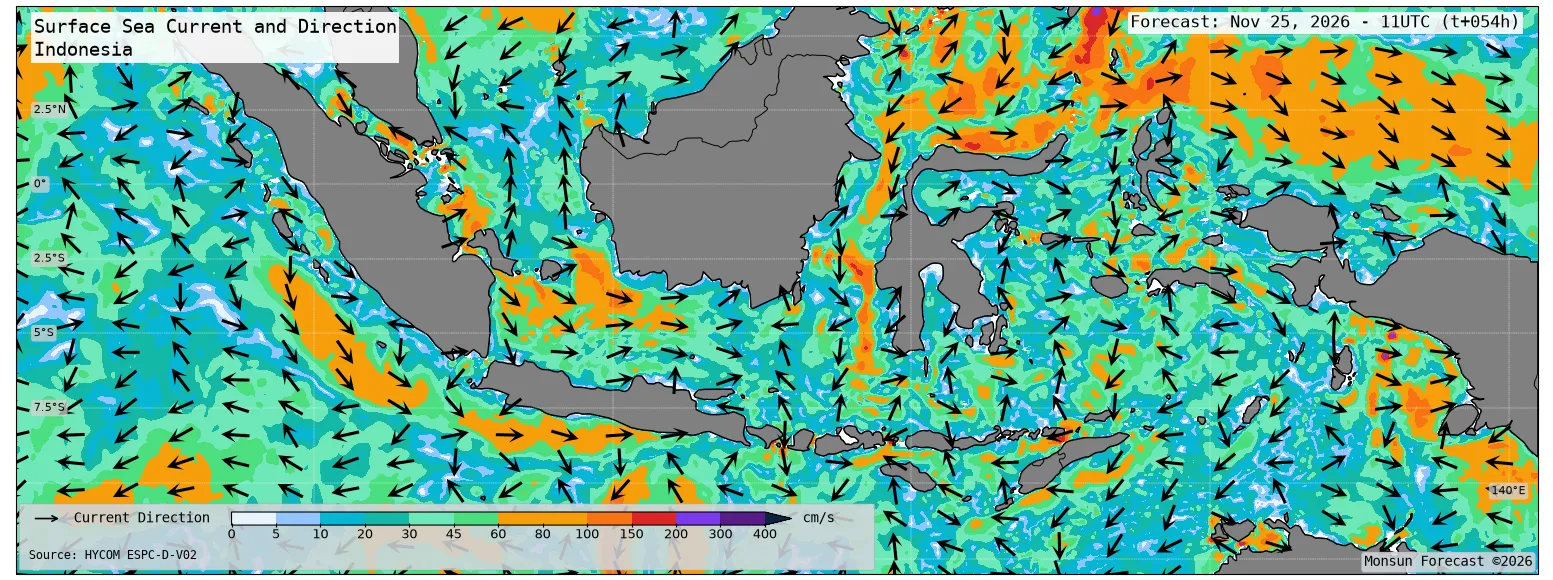 Surface Sea Current and Direction
Indonesia
Forecast: Nov 25, 2026 - 11UTC (t+054h)
2.5°N
0°
2.5°S
5°S
7.5°S
140°E
Current Direction
0 5 10 20 30 45 60 80 100 150 200 300 400 cm/s
Source: HYCOM ESPC-D-V02
Monsun Forecast ©2026